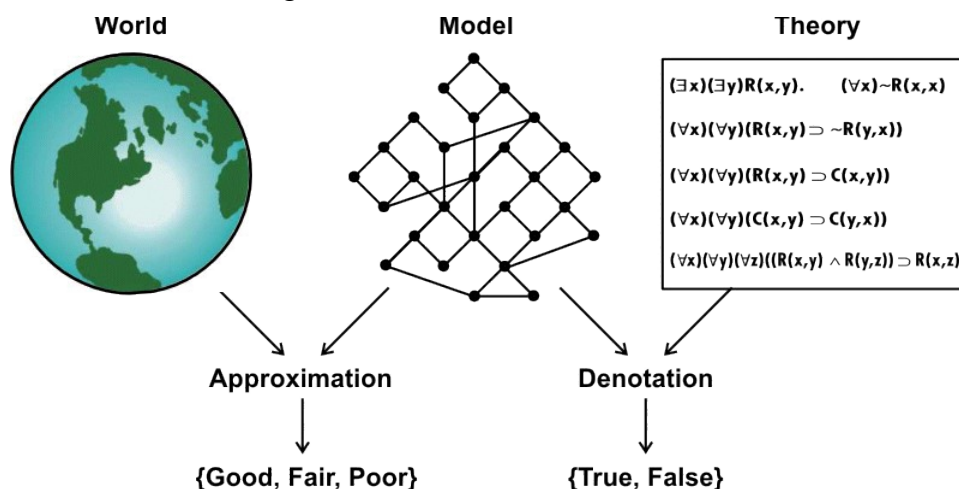 World Model Theory
(∃x)(∃y)R(x,y). (∀x)~R(x,x)
(∀x)(∀y)(R(x,y) ⊃ ~R(y,x))
(∀x)(∀y)(R(x,y) ⊃ C(x,y))
(∀x)(∀y)(C(x,y) ⊃ C(y,x))
(∀x)(∀y)(∀z)((R(x,y) ∧ R(y,z)) ⊃ R(x,z)
Approximation Denotation
{Good, Fair, Poor} {True, False}